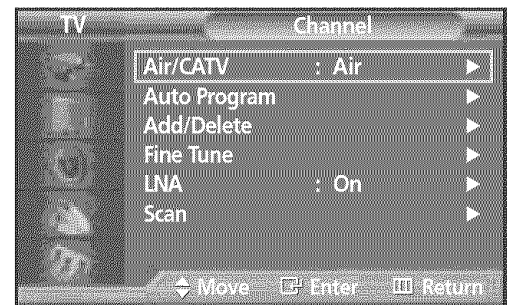 TV Channel
Air/CATV : Air
Auto Program
Add/Delete
Fine Tune
LNA : On
Scan
Move Enter Return